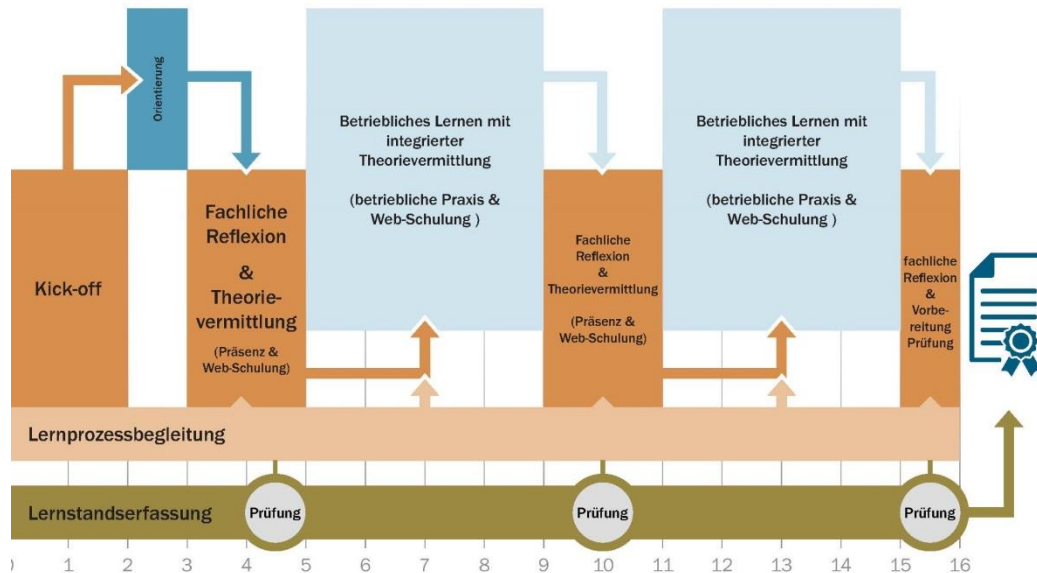 Orientierung
Betriebliches Lernen mit
integrierter
Theorievermittlung
(betriebliche Praxis &
Web-Schulung )
Betriebliches Lernen mit
integrierter
Theorievermittlung
(betriebliche Praxis &
Web-Schulung )
Kick-off
Fachliche
Reflexion
&
Theorie-
vermittlung
(Präsenz &
Web-Schulung)
Fachliche
Reflexion
&
Theorievermittlung
(Präsenz &
Web-Schulung)
fachliche
Reflexion
&
Vorbe-
reitung
Prüfung
Lernprozessbegleitung
Lernstandserfassung
Prüfung
Prüfung
Prüfung
0 1 2 3 4 5 6 7 8 9 10 11 12 13 14 15 16